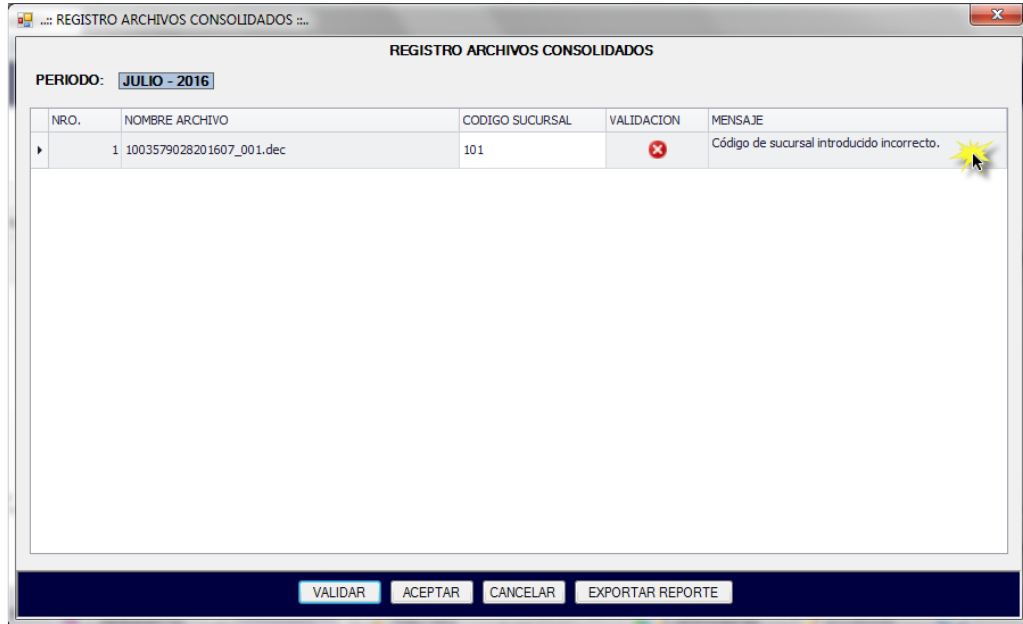 ..:: REGISTRO ARCHIVOS CONSOLIDADOS ::..
REGISTRO ARCHIVOS CONSOLIDADOS
PERIODO: JULIO - 2016
NRO. NOMBRE ARCHIVO CODIGO SUCURSAL VALIDACION MENSAJE
1 1003579028201607_001.dec 101 Código de sucursal introducido incorrecto.
VALIDAR ACEPTAR CANCELAR EXPORTAR REPORTE